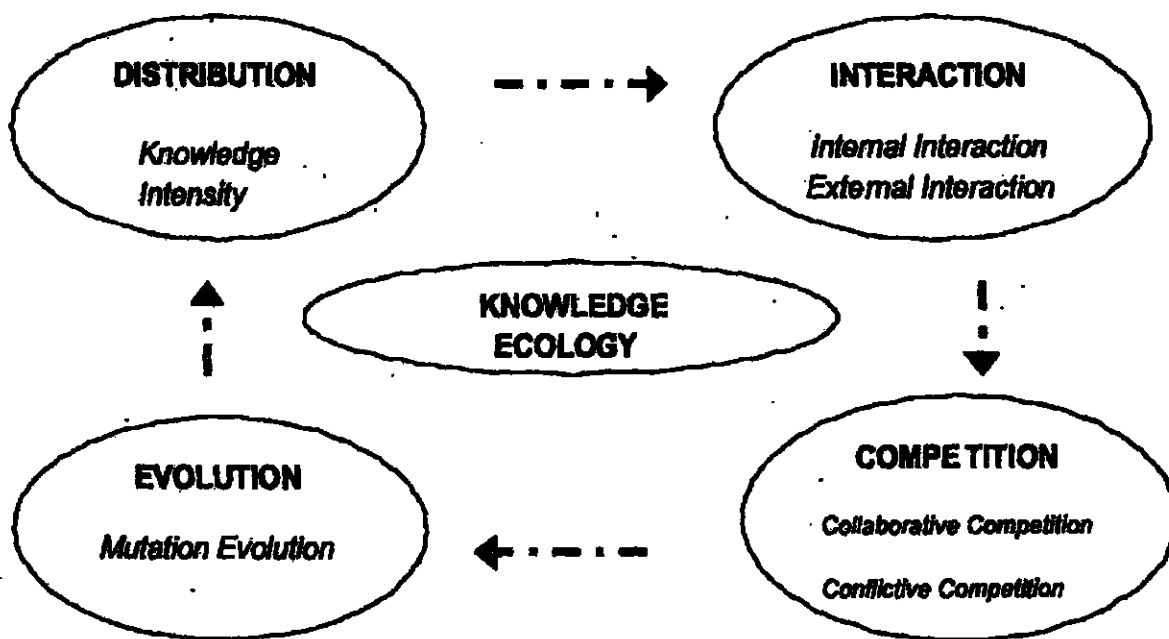 DISTRIBUTION
Knowledge
Intensity
INTERACTION
Internal Interaction
External Interaction
KNOWLEDGE
ECOLOGY
EVOLUTION
Mutation Evolution
COMPETITION
Collaborative Competition
Conflictive Competition